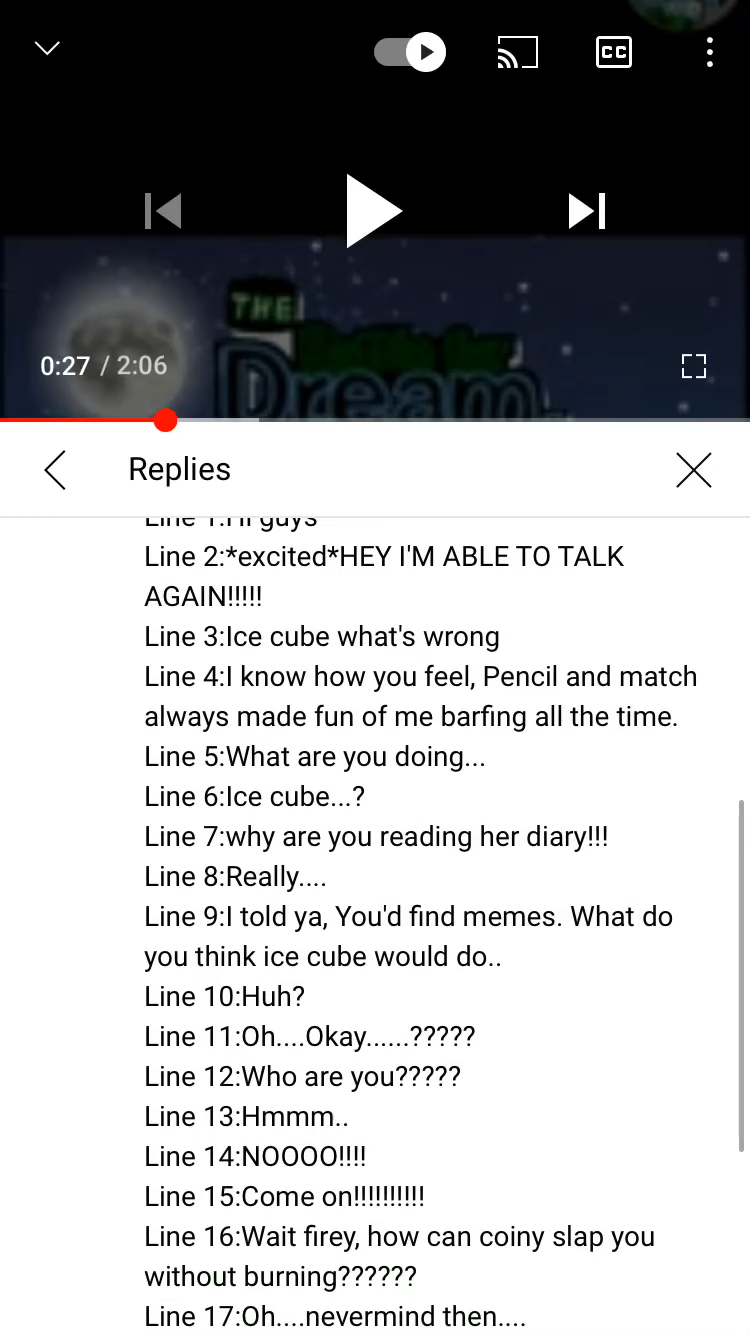 CC
THE
Dream
0:27 / 2:06
Replies
Line 1:Hi guys
Line 2:*excited*HEY I'M ABLE TO TALK
AGAIN!!!!!
Line 3:Ice cube what's wrong
Line 4:I know how you feel, Pencil and match
always made fun of me barfing all the time.
Line 5:What are you doing...
Line 6:Ice cube...?
Line 7:why are you reading her diary!!!
Line 8:Really....
Line 9:I told ya, You'd find memes. What do
you think ice cube would do..
Line 10:Huh?
Line 11:Oh....Okay......?????
Line 12:Who are you?????
Line 13:Hmmm..
Line 14:NOOOO!!!!
Line 15:Come on!!!!!!!!!!
Line 16:Wait firey, how can coiny slap you
without burning??????
Line 17:Oh....nevermind then....